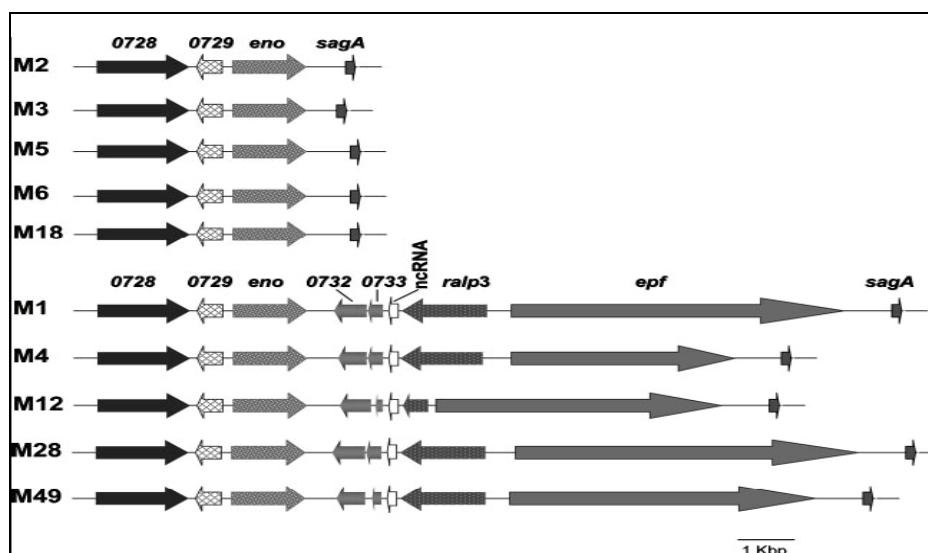 0728 0729 eno sagA
M2
M3
M5
M6
M18
0728 0729 eno 0732 0733 ncRNA ralp3 epf sagA
M1
M4
M12
M28
M49
1 Kbp